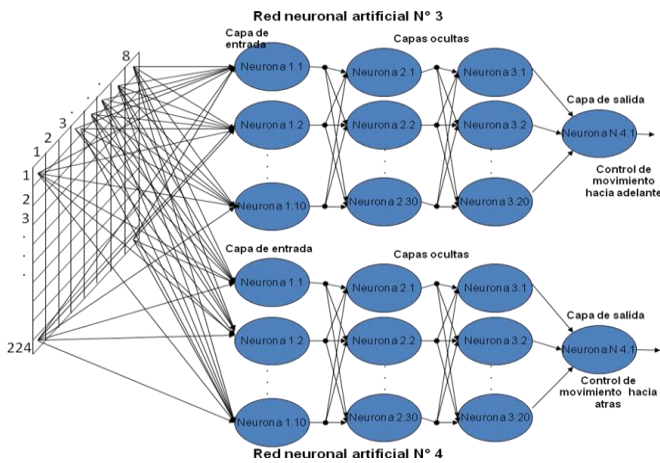 Red neuronal artificial N° 3
Capa de
entrada
Capas ocultas
8
Neurona 1.1
Neurona 2.1
Neurona 3.1
Capa de salida
Neurona 1.2
Neurona 2.2
Neurona 3.2
Neurona N 4.1
3
2
1
1
2
3
Control de
movimiento
hacia adelante
Neurona 1.10
Neurona 2.30
Neurona 3.20
Capa de entrada
Capas ocultas
Neurona 1.1
Neurona 2.1
Neurona 3.1
Capa de salida
224
Neurona 1.2
Neurona 2.2
Neurona 3.2
Neurona N 4.1
Control de
movimiento hacia
atras
Neurona 1.10
Neurona 2.30
Neurona 3.20
Red neuronal artificial N° 4